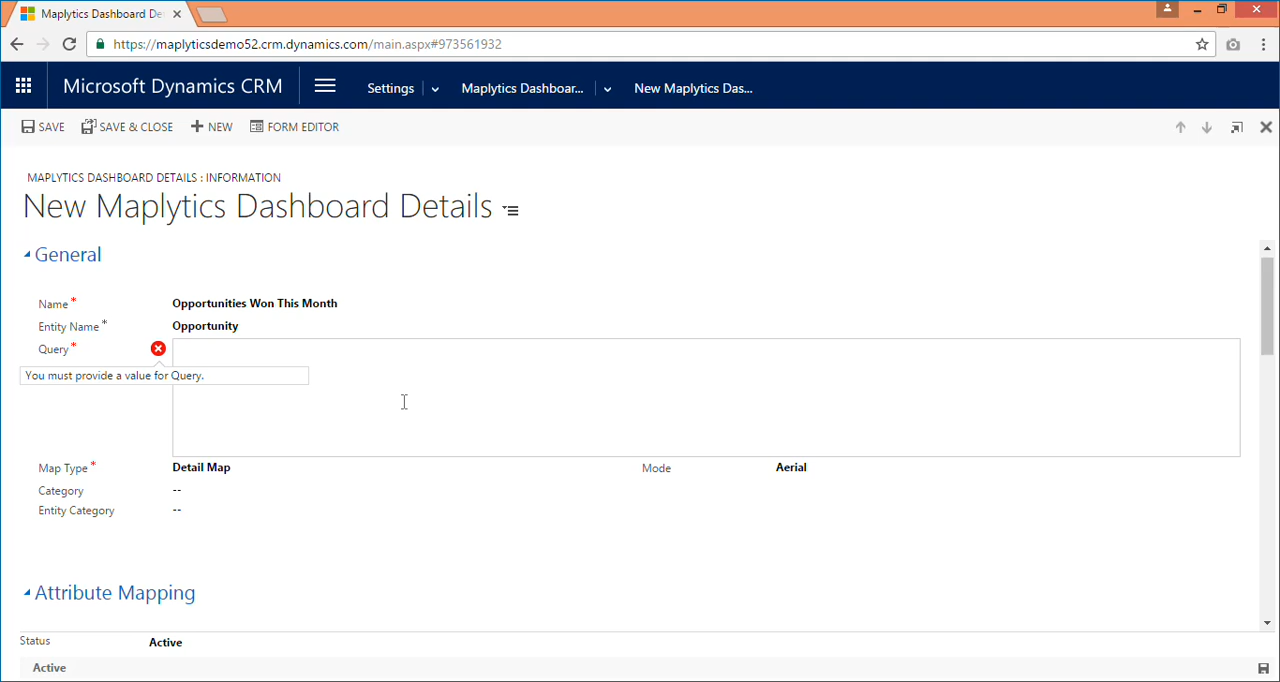 Maplytics Dashboard De
https://maplyticsdemo52.crm.dynamics.com/main.aspx#973561932
Microsoft Dynamics CRM
Settings
Maplytics Dashboar...
New Maplytics Das...
SAVE
SAVE & CLOSE
NEW
FORM EDITOR
MAPLYTICS DASHBOARD DETAILS : INFORMATION
New Maplytics Dashboard Details
General
Name * Opportunities Won This Month
Entity Name * Opportunity
Query *
You must provide a value for Query.
Map Type * Detail Map
Mode Aerial
Category --
Entity Category --
Attribute Mapping
Status Active
Active